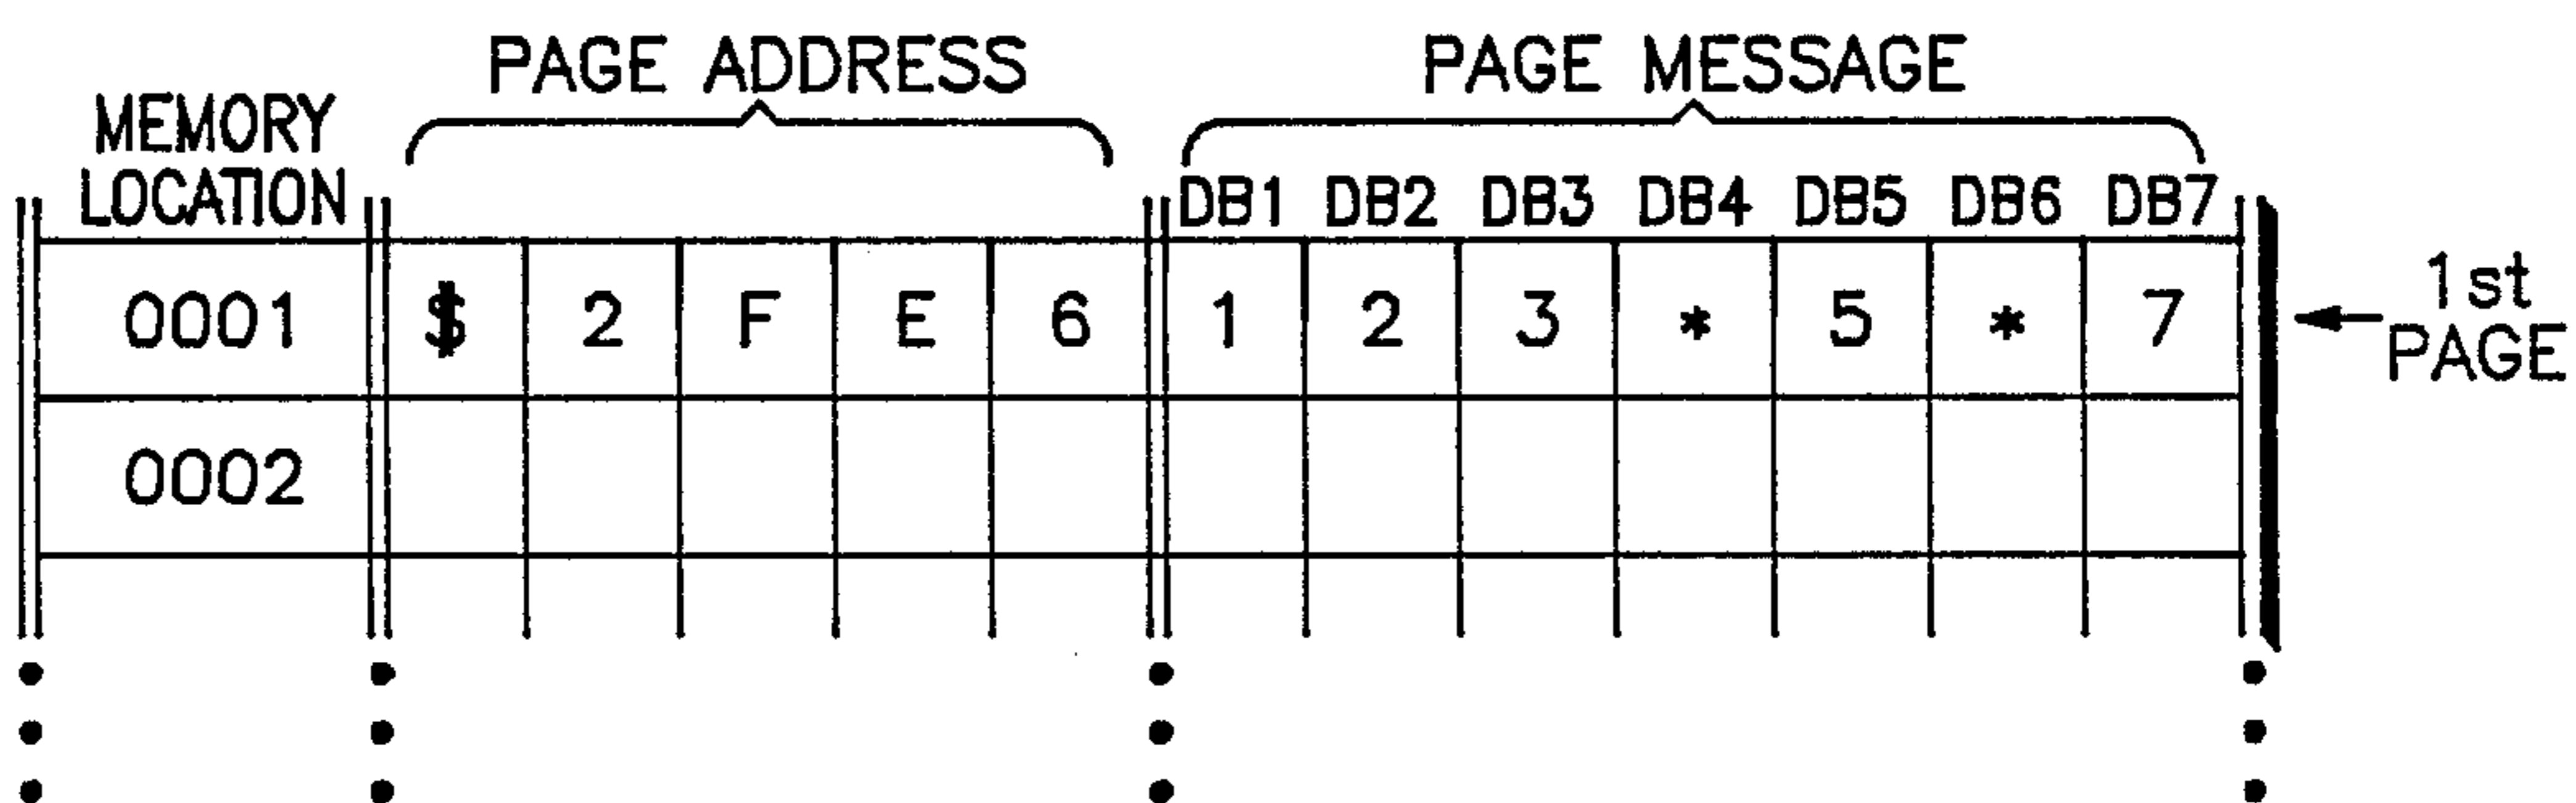 PAGE ADDRESS PAGE MESSAGE
MEMORY
LOCATION DB1 DB2 DB3 DB4 DB5 DB6 DB7
0001 $ 2 F E 6 1 2 3 * 5 * 7
1st
PAGE
0002